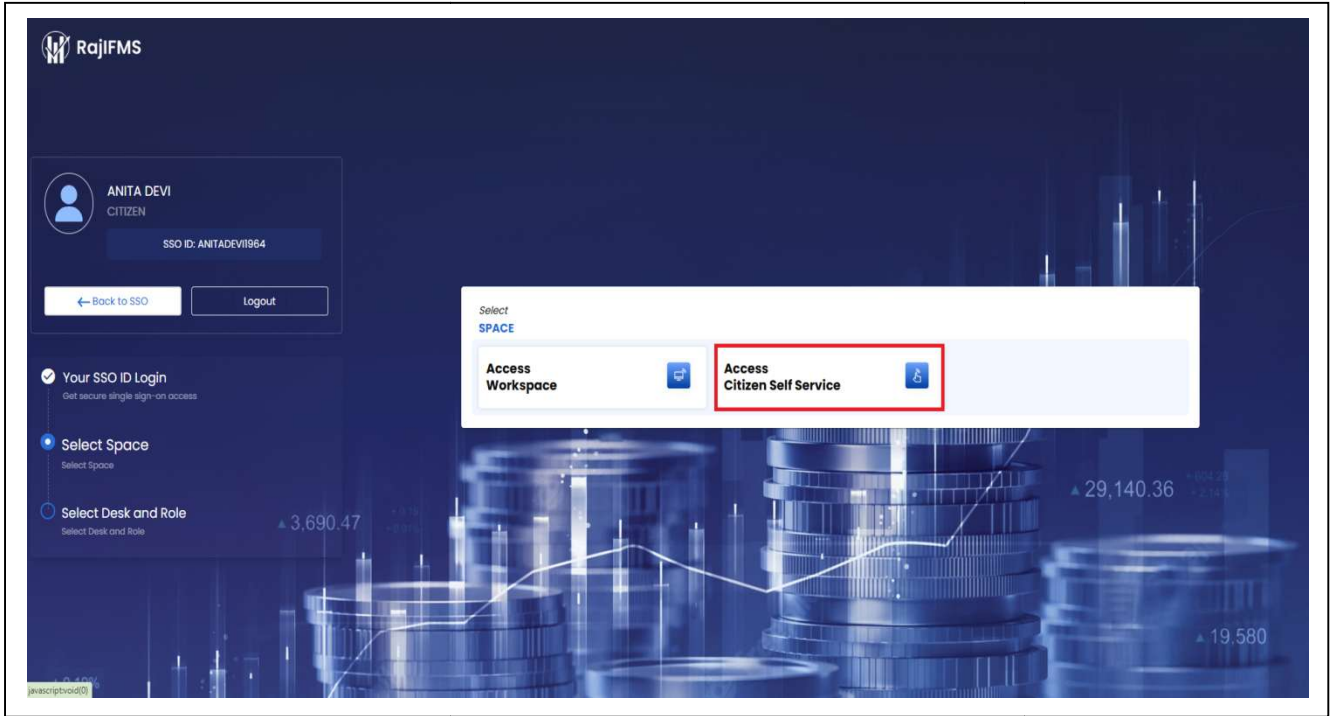 RajIFMS
ANITA DEVI
CITIZEN
SSO ID: ANITADEVI1964
Back to SSO
Logout
Your SSO ID Login
Get secure single sign-on access
Select Space
Select Space
Select Desk and Role
Select Desk and Role
Select
SPACE
Access
Workspace
Access
Citizen Self Service
3,690.47
29,140.36
19,580
javascript:void(0)